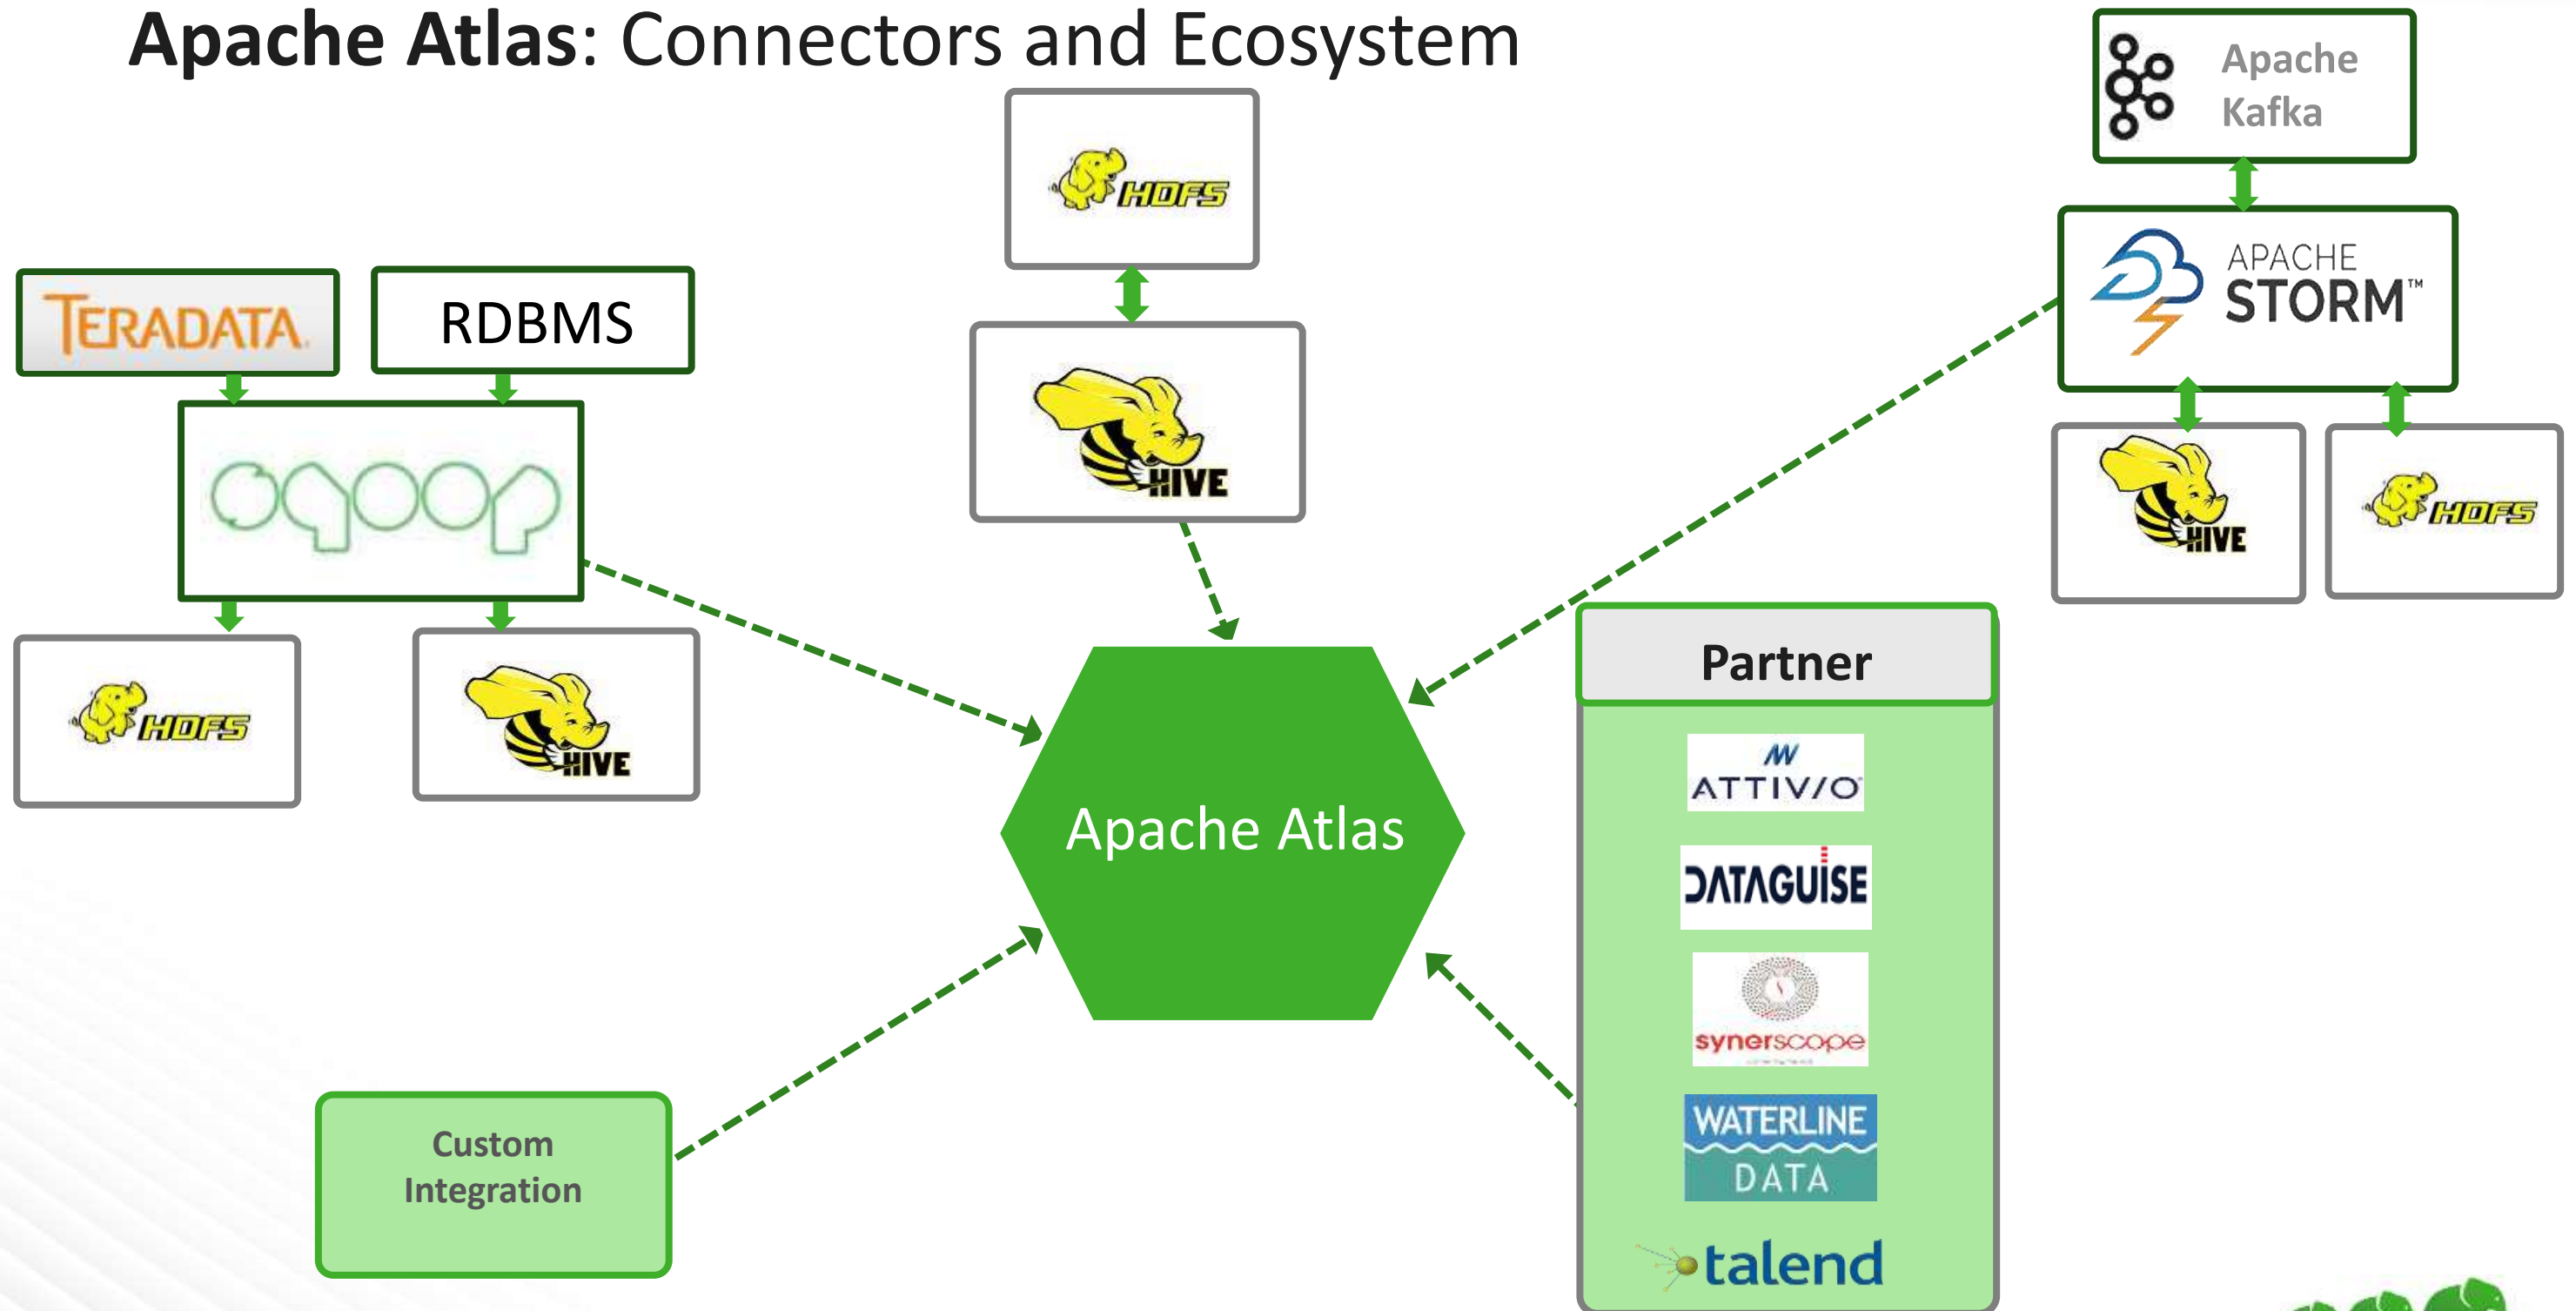 Apache Atlas: Connectors and Ecosystem
Apache
Kafka
HDFS
APACHE
STORM™
TERADATA.
RDBMS
HIVE
sqoop
HIVE
HDFS
HDFS
HIVE
Partner
ATTIVIO
Apache Atlas
DATAGUISE
synerscope
WATERLINE
DATA
Custom
Integration
talend